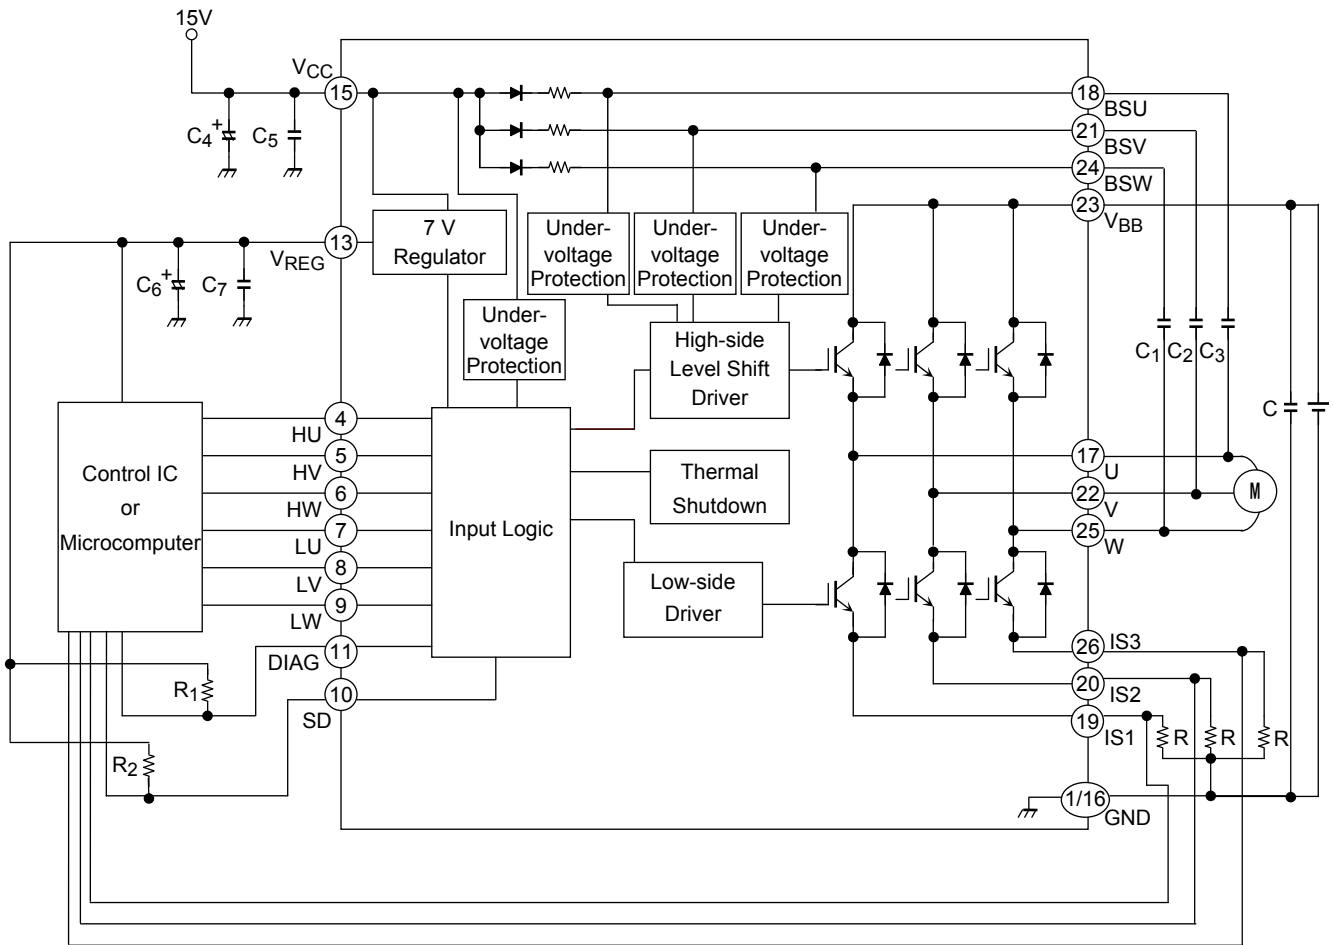 15V
VCC
15
C4
+
C5
18
BSU
21
BSV
24
BSW
23
VBB
7 V
Regulator
13
VREG
C6
+
C7
Under-
voltage
Protection
Under-
voltage
Protection
Under-
voltage
Protection
Under-
voltage
Protection
High-side
Level Shift
Driver
C1
C2
C3
C
Control IC
or
Microcomputer
4
HU
5
HV
6
HW
7
LU
8
LV
9
LW
11
DIAG
10
SD
Input Logic
Thermal
Shutdown
Low-side
Driver
17
U
22
V
25
W
M
26
IS3
20
IS2
19
IS1
R
R
R
R1
R2
1/16
GND